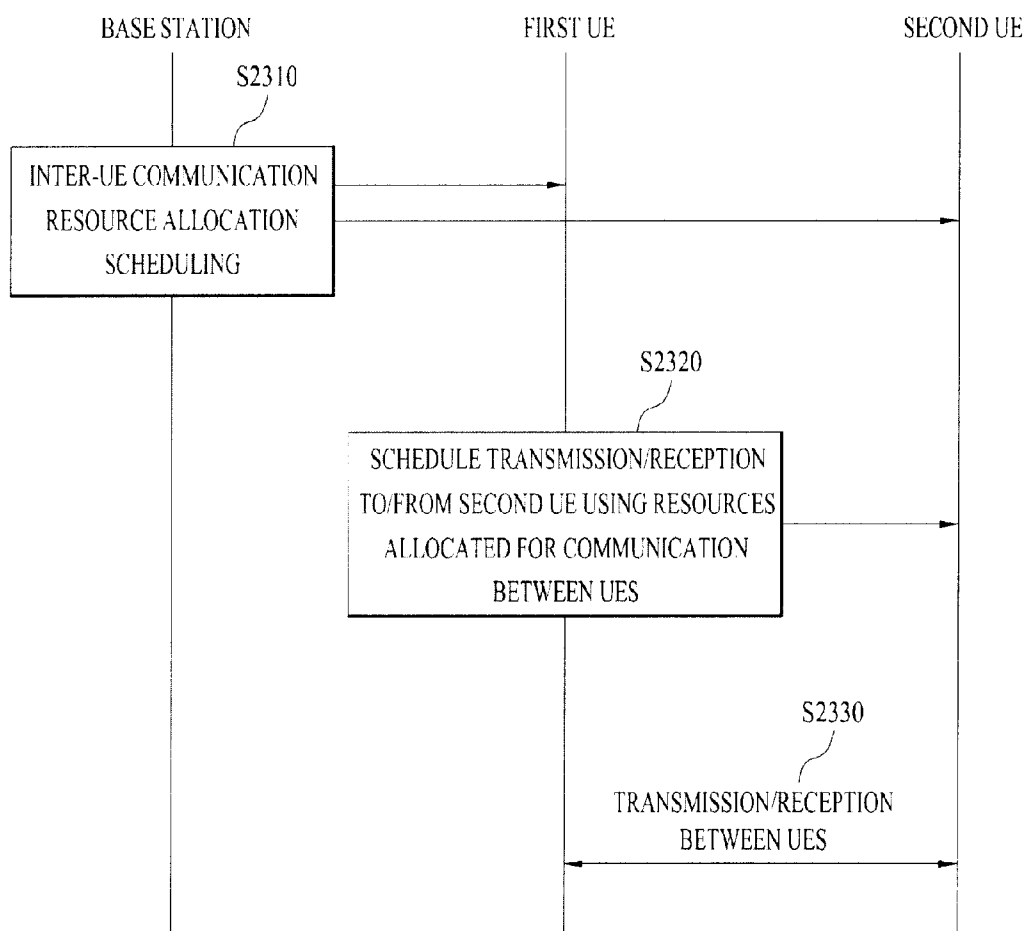 BASE STATION
FIRST UE
SECOND UE
S2310
INTER-UE COMMUNICATION
RESOURCE ALLOCATION
SCHEDULING
S2320
SCHEDULE TRANSMISSION/RECEPTION
TO/FROM SECOND UE USING RESOURCES
ALLOCATED FOR COMMUNICATION
BETWEEN UES
S2330
TRANSMISSION/RECEPTION
BETWEEN UES